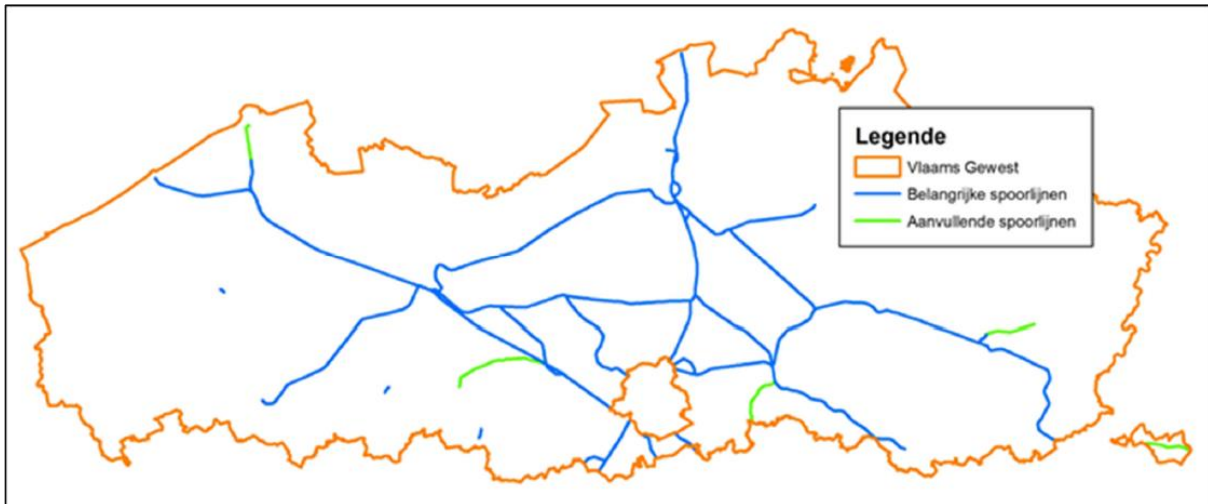 Legende
Vlaams Gewest
Belangrijke spoorlijnen
Aanvullende spoorlijnen